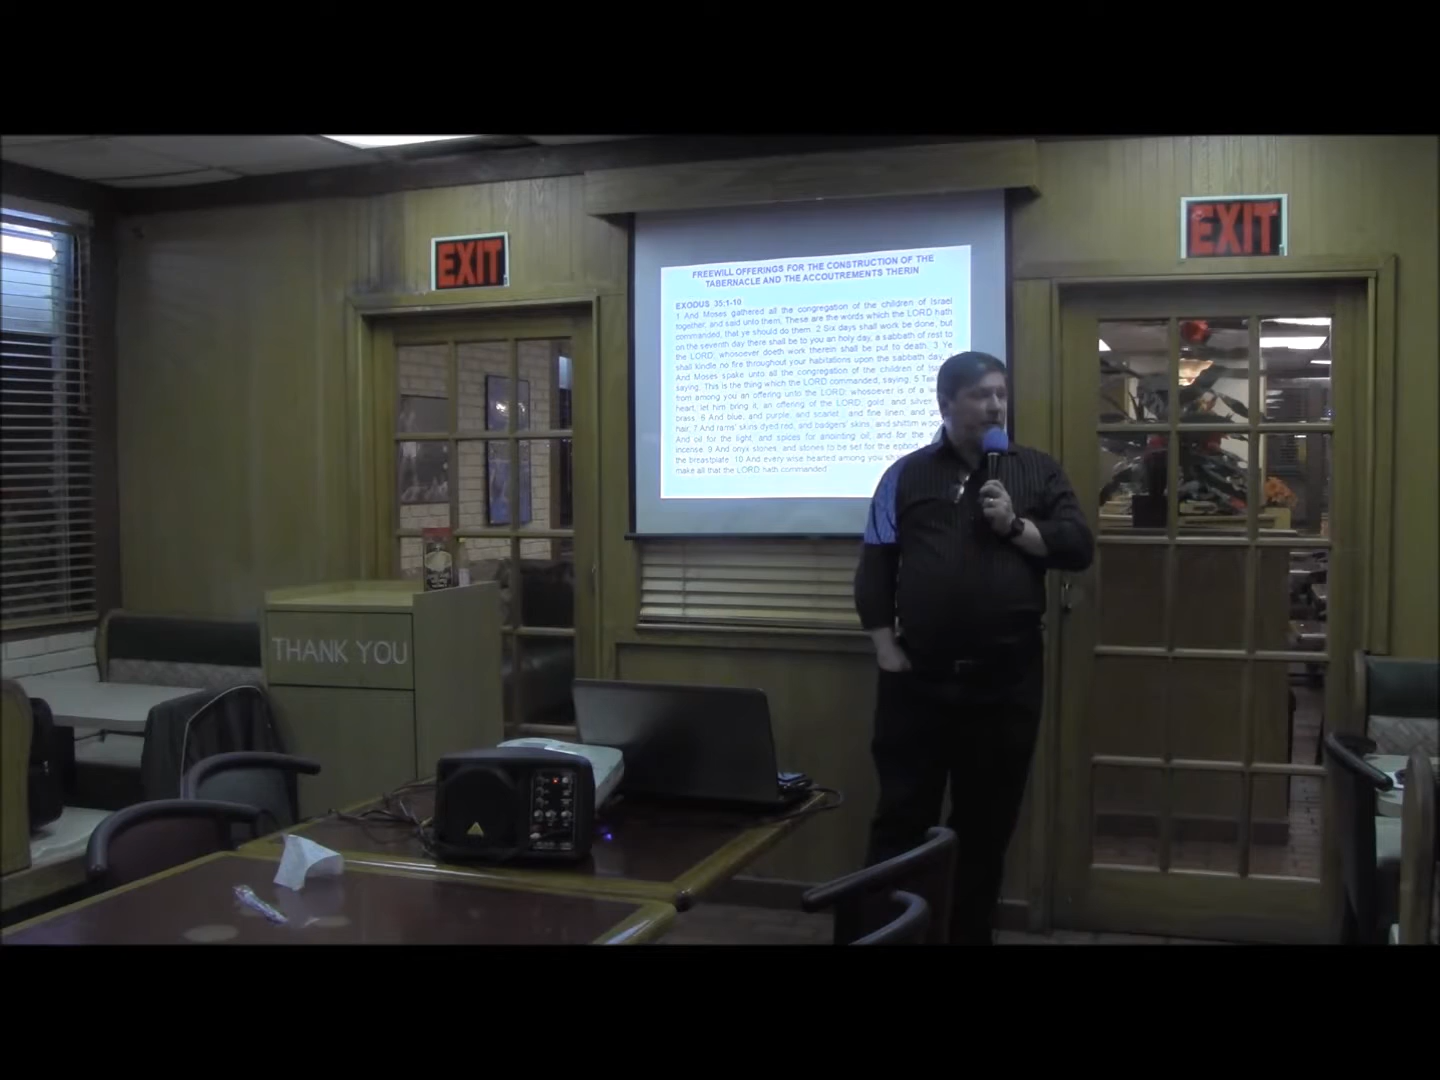 EXIT
EXIT
FREEWILL OFFERINGS FOR THE CONSTRUCTION OF THE
TABERNACLE AND THE ACCOUTREMENTS THERIN
EXODUS 35:1-10
1 And Moses gathered all the congregation of the children of Israel
together, and said unto them, These are the words which the LORD hath
commanded, that ye should do them. 2 Six days shall work be done, but
on the seventh day there shall be to you an holy day, a sabbath of rest to
the LORD: whosoever doeth work therein shall be put to death. 3 Ye
shall kindle no fire throughout your habitations upon the sabbath day.
And Moses spake unto all the congregation of the children of
saying, This is the thing which the LORD commanded, saying, 5
from among you an offering unto the LORD: whosoever is of a
heart, let him bring it, an offering of the LORD; gold, and silver
brass, 6 And blue, and purple, and scarlet, and fine linen, and
hair, 7 And rams' skins dyed red, and badgers' skins, and shittim
And oil for the light, and spices for anointing oil, and for the
incense, 9 And onyx stones, and stones to be set for the ephod
the breastplate. 10 And every wise hearted among you
make all that the LORD hath commanded
THANK YOU